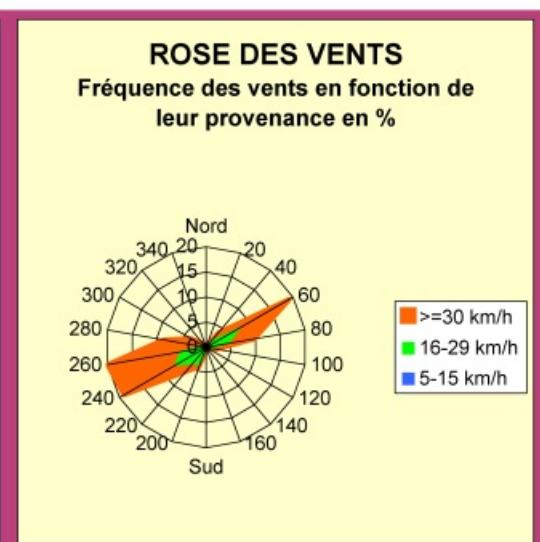 ROSE DES VENTS
Fréquence des vents en fonction de
leur provenance en %
Nord
340 20 20
320 15 40
300 10 60
280 5 80
0
260 100
240 120
220 140
200 160
Sud
>=30 km/h
16-29 km/h
5-15 km/h